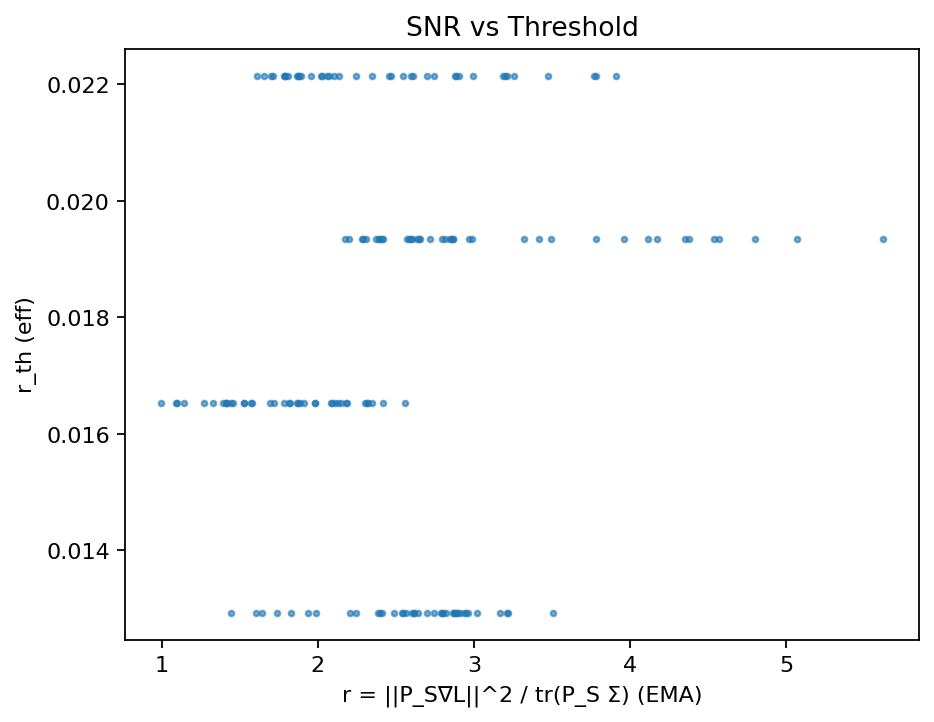 SNR vs Threshold
r_th (eff)
0.022
0.020
0.018
0.016
0.014
1 2 3 4 5
r = ||P_S∇L||^2 / tr(P_S Σ) (EMA)